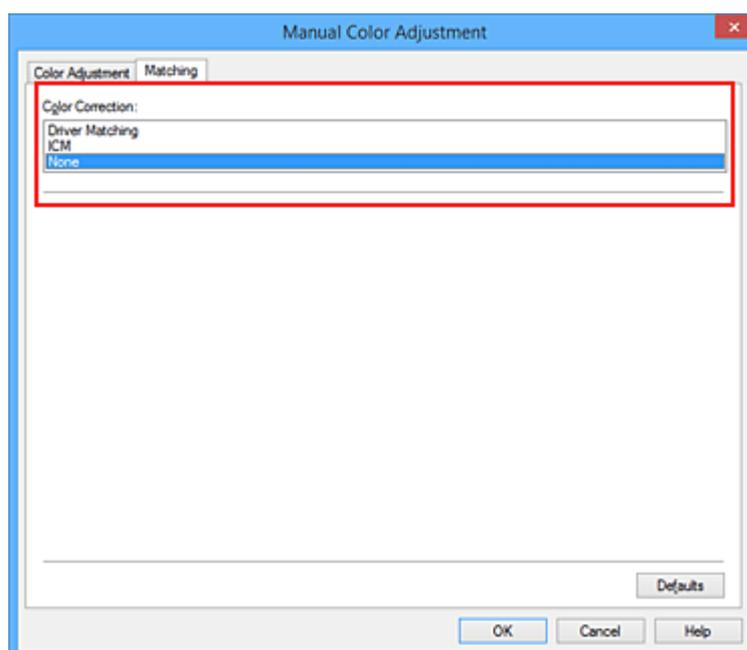 Manual Color Adjustment
Color Adjustment Matching
Color Correction:
Driver Matching
ICM
None
Defaults
OK Cancel Help